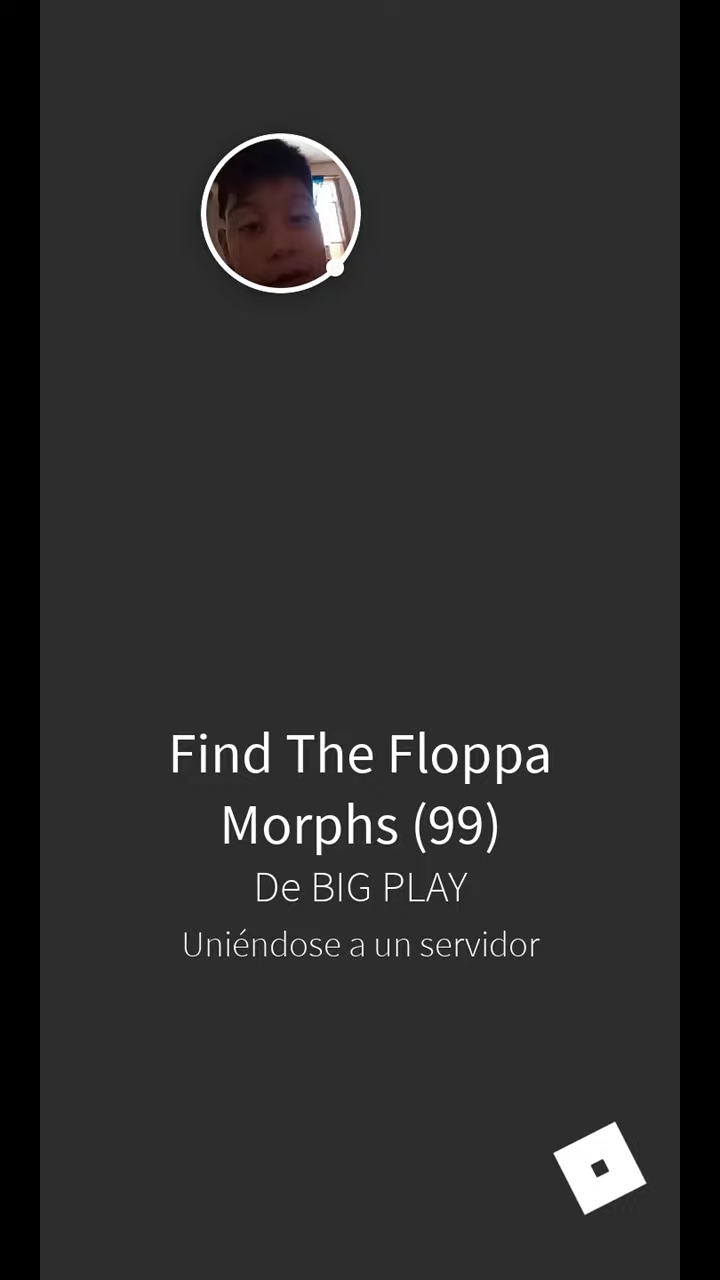 Find The Floppa
Morphs (99)
De BIG PLAY
Uniéndose a un servidor